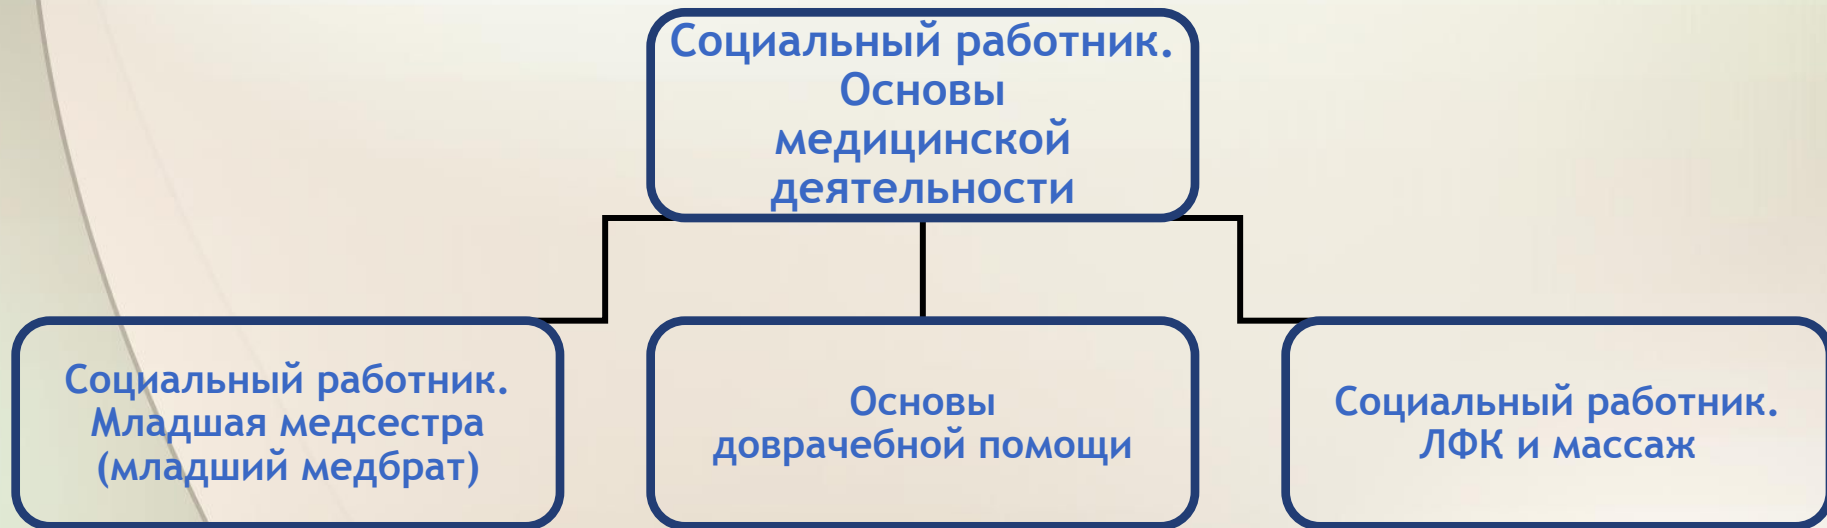 Социальный работник.
Основы
медицинской
деятельности
Социальный работник.
Младшая медсестра
(младший медбрат)
Основы
доврачебной помощи
Социальный работник.
ЛФК и массаж